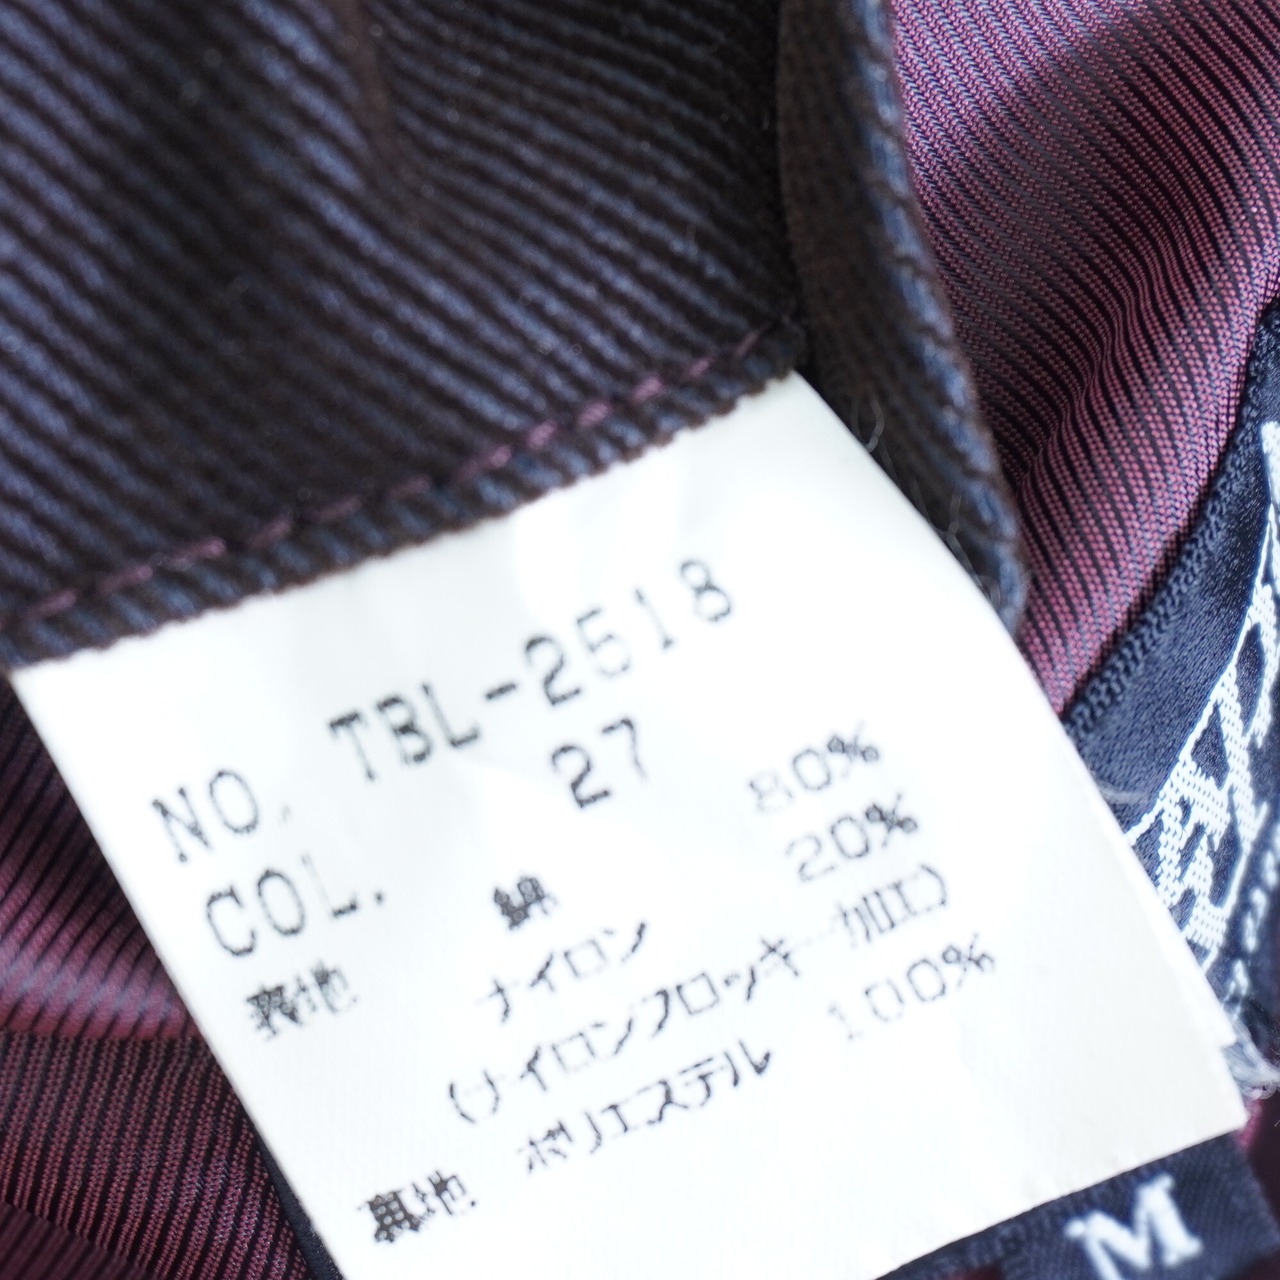 NO. TBL-2518
COL. 27
表地 綿 80%
ナイロン 20%
(ナイロンフロッキー加工)
裏地 ポリエステル 100%
M